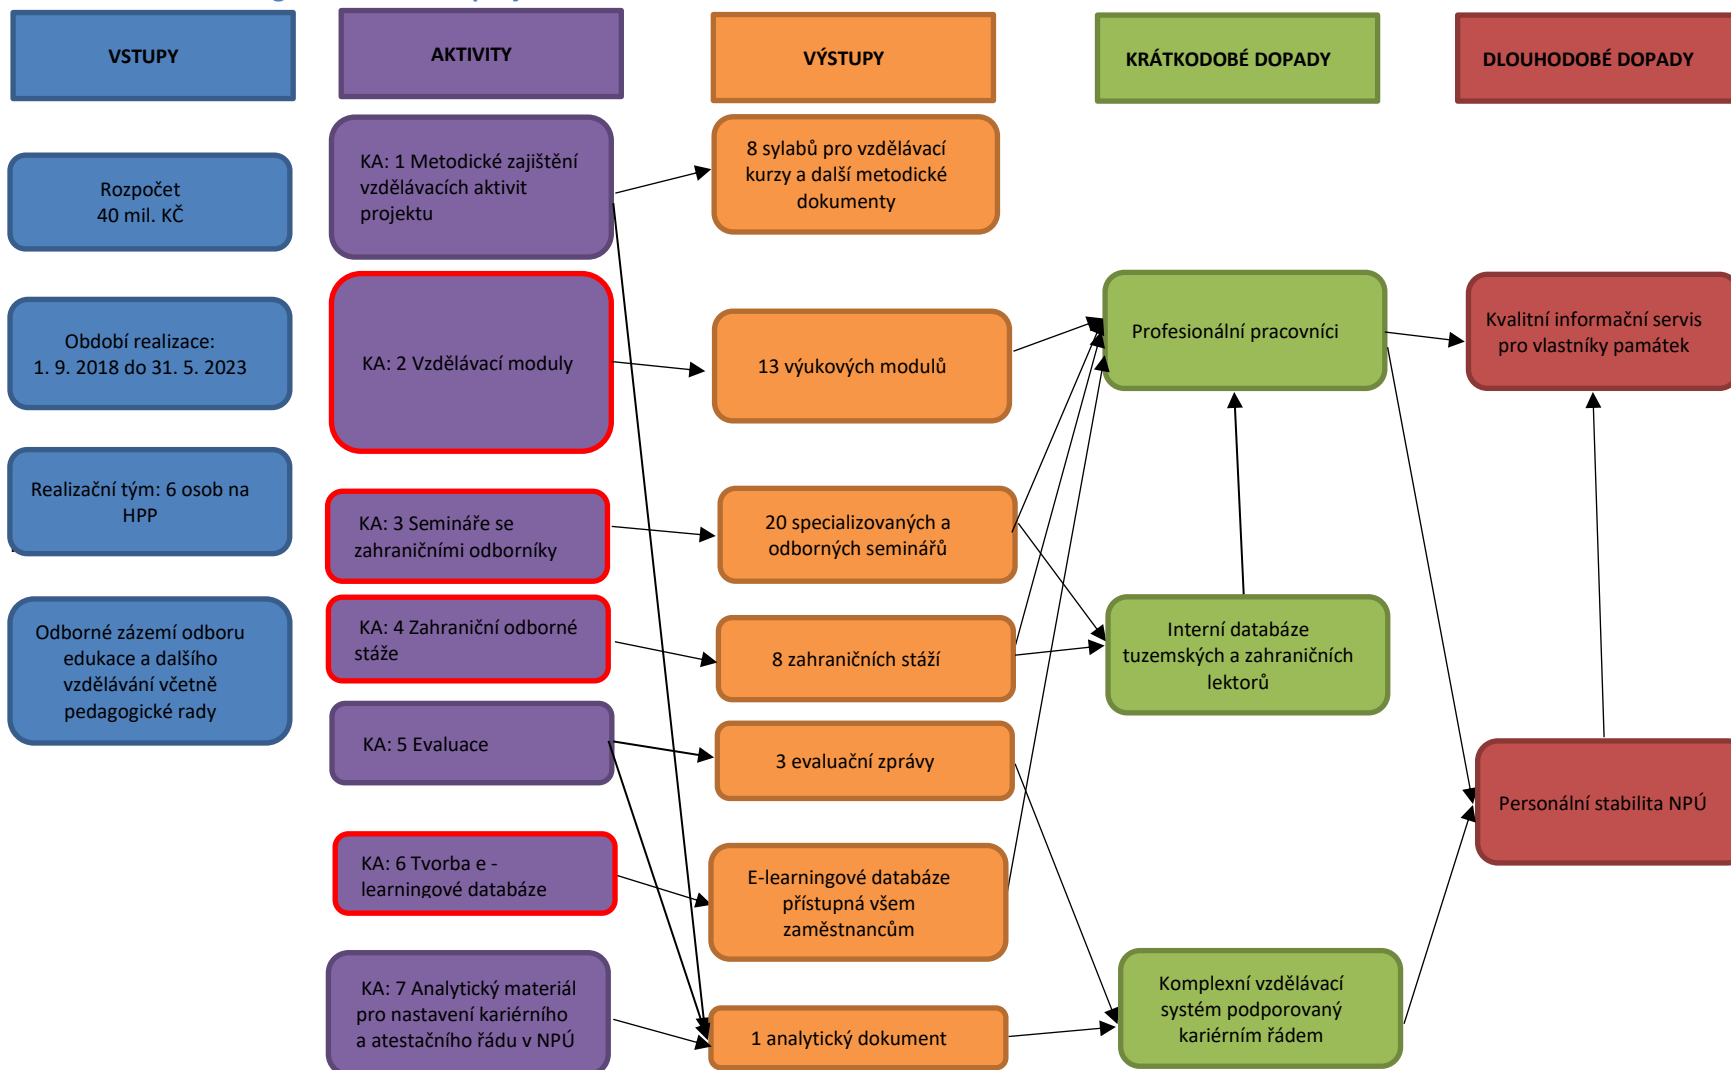 VSTUPY
AKTIVITY
VÝSTUPY
KRÁTKODOBÉ DOPADY
DLOUHODOBÉ DOPADY
Rozpočet
40 mil. KČ
Období realizace:
1. 9. 2018 do 31. 5. 2023
Realizační tým: 6 osob na
HPP
Odborné zázemí odboru
edukace a dalšího
vzdělávání včetně
pedagogické rady
KA: 1 Metodické zajištění
vzdělávacích aktivit
projektu
KA: 2 Vzdělávací moduly
KA: 3 Semináře se
zahraničními odborníky
KA: 4 Zahraniční odborné
stáže
KA: 5 Evaluace
KA: 6 Tvorba e -
learningové databáze
KA: 7 Analytický materiál
pro nastavení kariérního
a atestačního řádu v NPÚ
8 sylabů pro vzdělávací
kurzy a další metodické
dokumenty
13 výukových modulů
20 specializovaných a
odborných seminářů
8 zahraničních stáží
3 evaluační zprávy
E-learningové databáze
přístupná všem
zaměstnancům
1 analytický dokument
Profesionální pracovníci
Interní databáze
tuzemských a zahraničních
lektorů
Komplexní vzdělávací
systém podporovaný
kariérním řádem
Kvalitní informační servis
pro vlastníky památek
Personální stabilita NPÚ